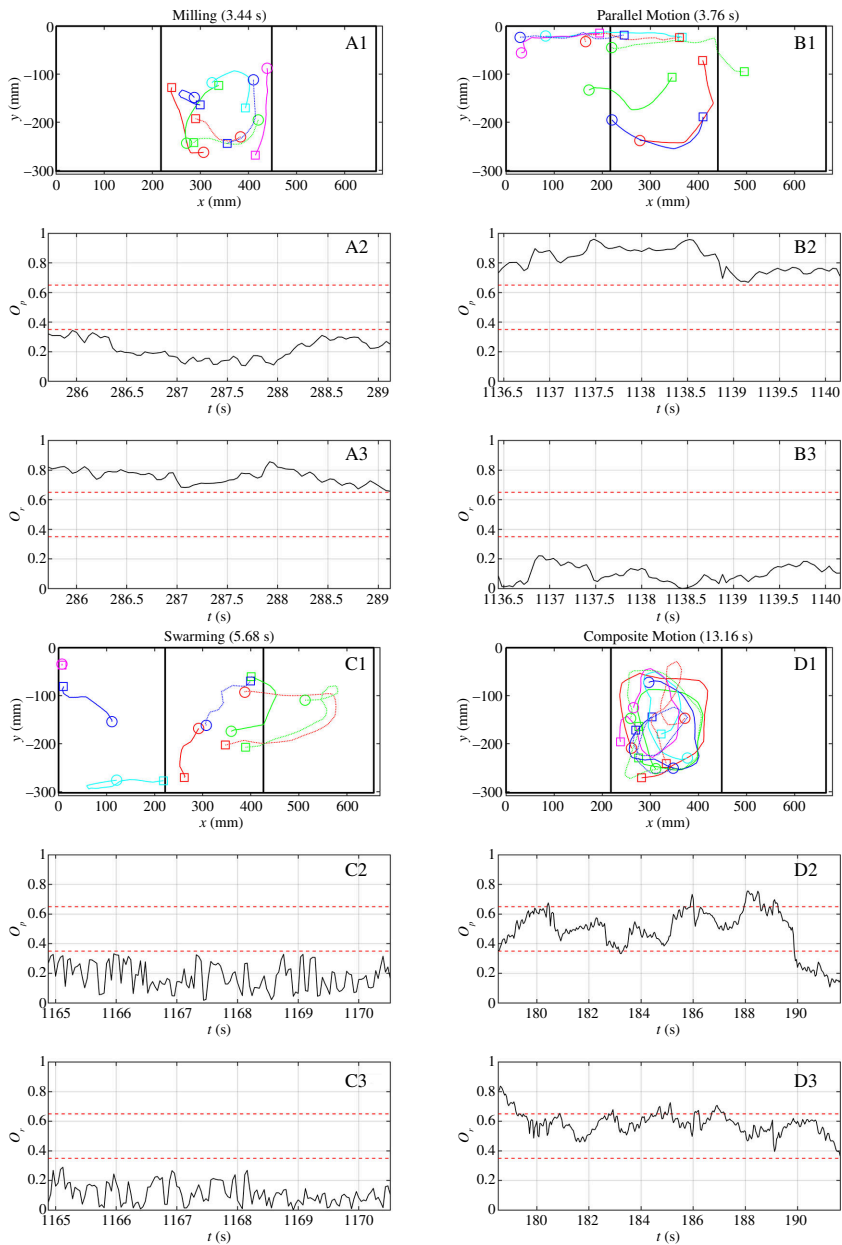 Milling (3.44 s)
A1
0
−100
−200
−300
y (mm)
0 100 200 300 400 500 600
x (mm)
Parallel Motion (3.76 s)
B1
0
−100
−200
−300
y (mm)
0 100 200 300 400 500 600
x (mm)
A2
1
0.8
0.6
0.4
0.2
0
Op
286 286.5 287 287.5 288 288.5 289
t (s)
B2
1
0.8
0.6
0.4
0.2
0
Op
1136.5 1137 1137.5 1138 1138.5 1139 1139.5 1140
t (s)
A3
1
0.8
0.6
0.4
0.2
0
Or
286 286.5 287 287.5 288 288.5 289
t (s)
B3
1
0.8
0.6
0.4
0.2
0
Or
1136.5 1137 1137.5 1138 1138.5 1139 1139.5 1140
t (s)
Swarming (5.68 s)
C1
0
−100
−200
−300
y (mm)
0 100 200 300 400 500 600
x (mm)
Composite Motion (13.16 s)
D1
0
−100
−200
−300
y (mm)
0 100 200 300 400 500 600
x (mm)
C2
1
0.8
0.6
0.4
0.2
0
Op
1165 1166 1167 1168 1169 1170
t (s)
D2
1
0.8
0.6
0.4
0.2
0
Op
180 182 184 186 188 190
t (s)
C3
1
0.8
0.6
0.4
0.2
0
Or
1165 1166 1167 1168 1169 1170
t (s)
D3
1
0.8
0.6
0.4
0.2
0
Or
180 182 184 186 188 190
t (s)